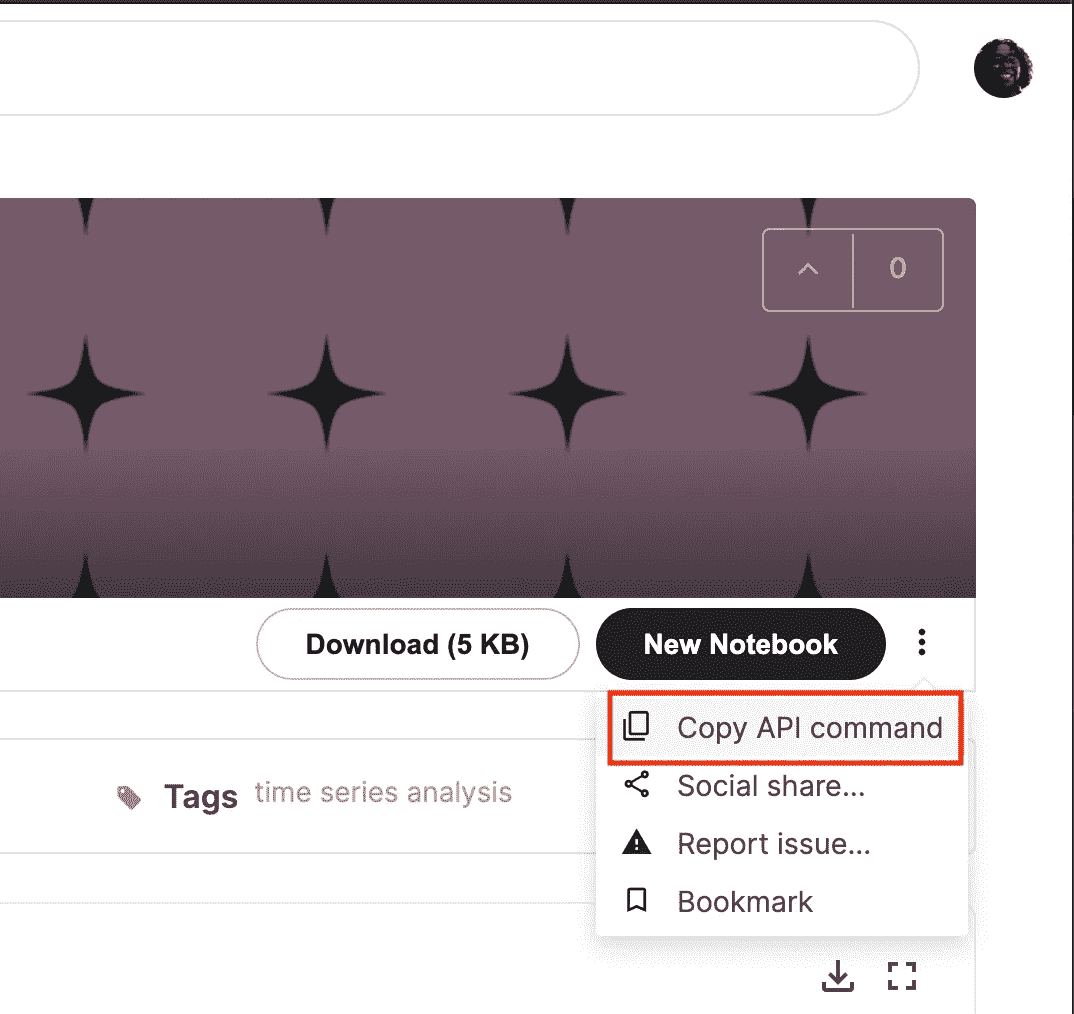 0
Download (5 KB)
New Notebook
Copy API command
Tags time series analysis
Social share...
Report issue...
Bookmark